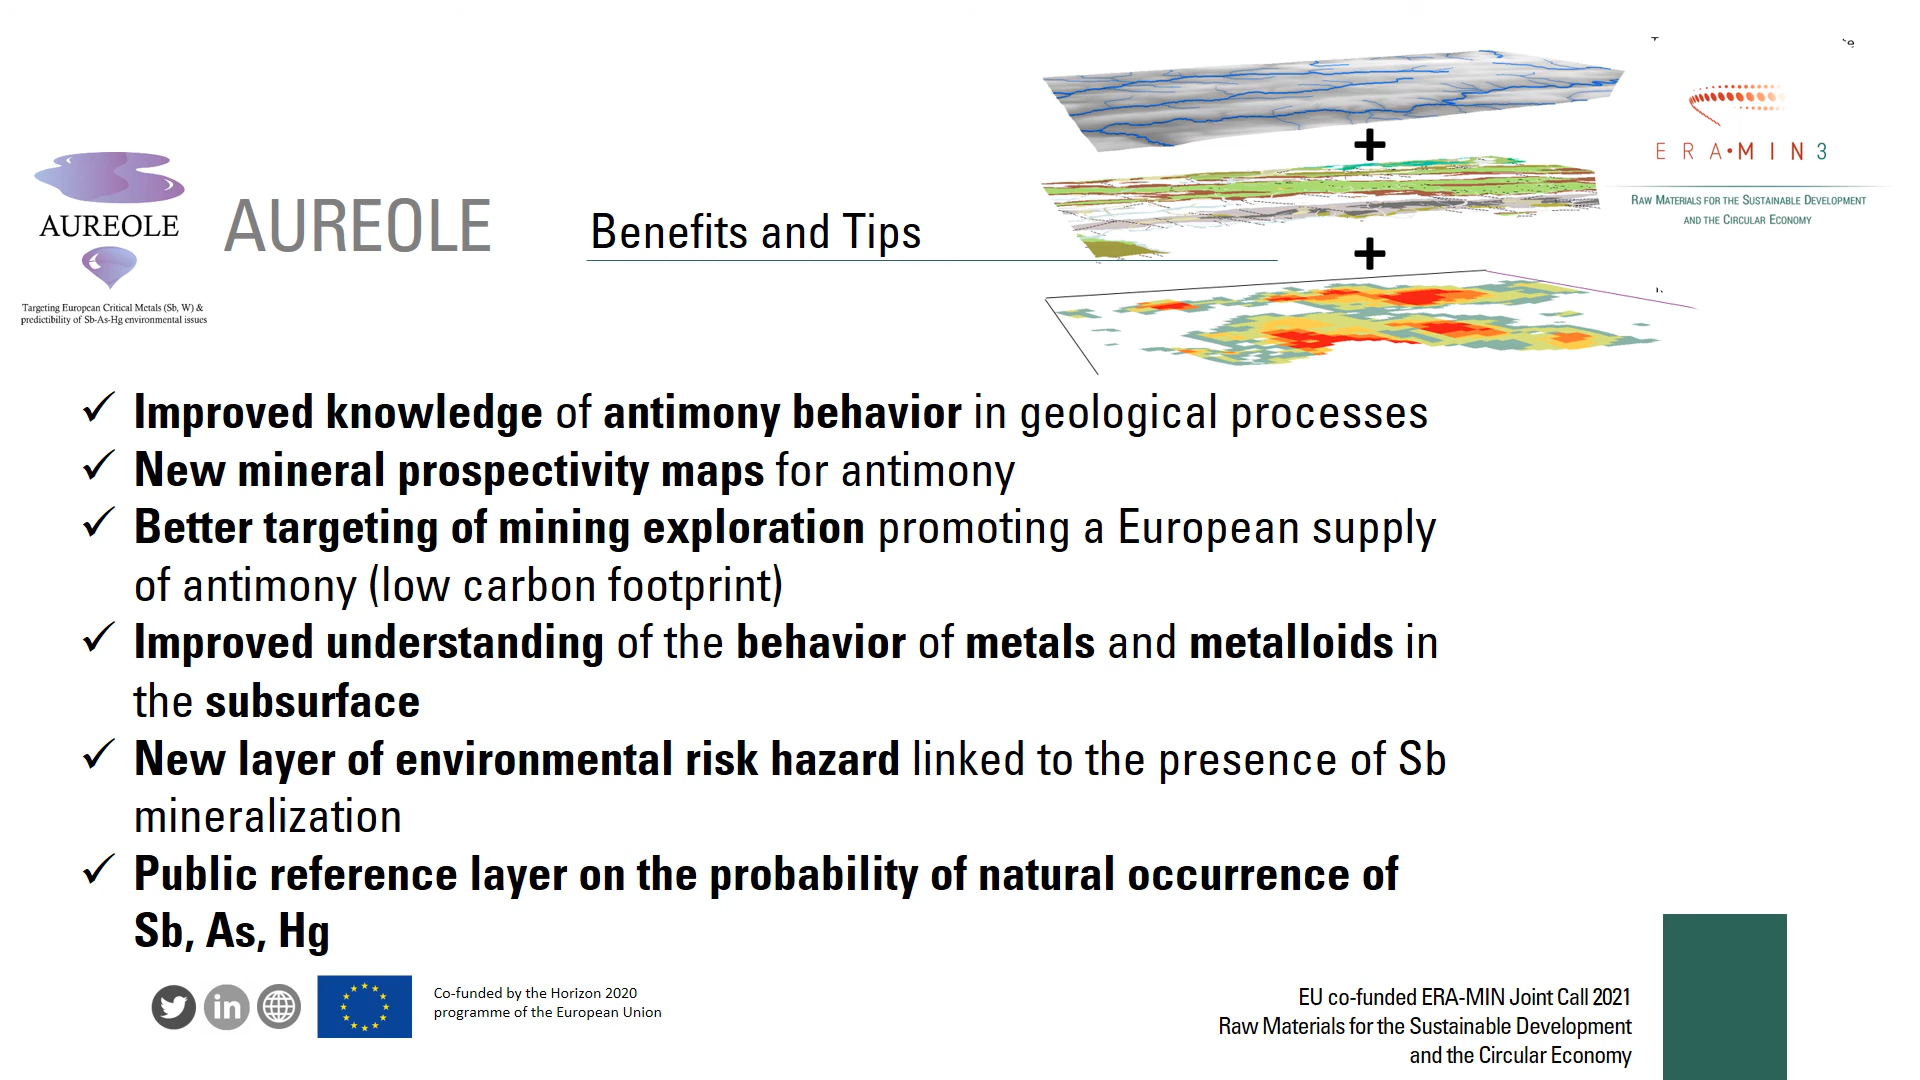 AUREOLE
Targeting European Critical Metals (Sb, W) &
predictibility of Sb-As-Hg environmental issues
AUREOLE
Benefits and Tips
+
+
ERA•MIN3
RAW MATERIALS FOR THE SUSTAINABLE DEVELOPMENT
AND THE CIRCULAR ECONOMY
✓ Improved knowledge of antimony behavior in geological processes
✓ New mineral prospectivity maps for antimony
✓ Better targeting of mining exploration promoting a European supply
of antimony (low carbon footprint)
✓ Improved understanding of the behavior of metals and metalloids in
the subsurface
✓ New layer of environmental risk hazard linked to the presence of Sb
mineralization
✓ Public reference layer on the probability of natural occurrence of
Sb, As, Hg
in
Co-funded by the Horizon 2020
programme of the European Union
EU co-funded ERA-MIN Joint Call 2021
Raw Materials for the Sustainable Development
and the Circular Economy